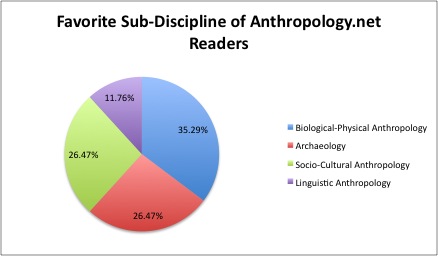 Favorite Sub-Discipline of Anthropology.net
Readers
11.76%
35.29%
26.47%
26.47%
Biological-Physical Anthropology
Archaeology
Socio-Cultural Anthropology
Linguistic Anthropology